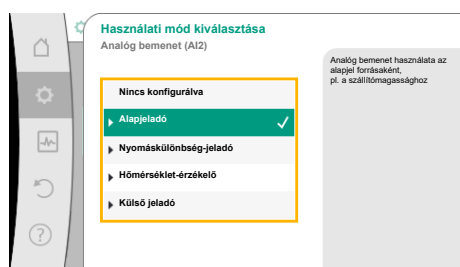 Használati mód kiválasztása
Analóg bemenet (AI2)
Analóg bemenet használata az
alapjel forrásaként,
pl. a szállítómagassághoz
Nincs konfigurálva
Alapjeladó
Nyomáskülönbség-jeladó
Hőmérséklet-érzékelő
Külső jeladó